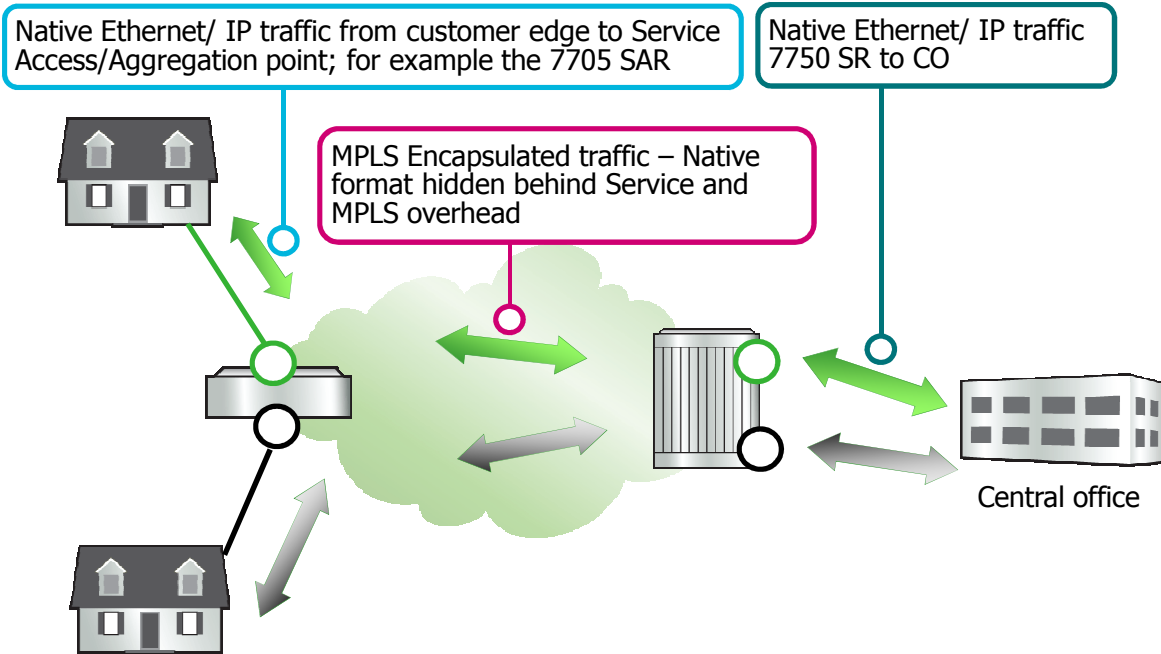 Native Ethernet/ IP traffic from customer edge to Service
Access/Aggregation point; for example the 7705 SAR
Native Ethernet/ IP traffic
7750 SR to CO
MPLS Encapsulated traffic – Native
format hidden behind Service and
MPLS overhead
Central office